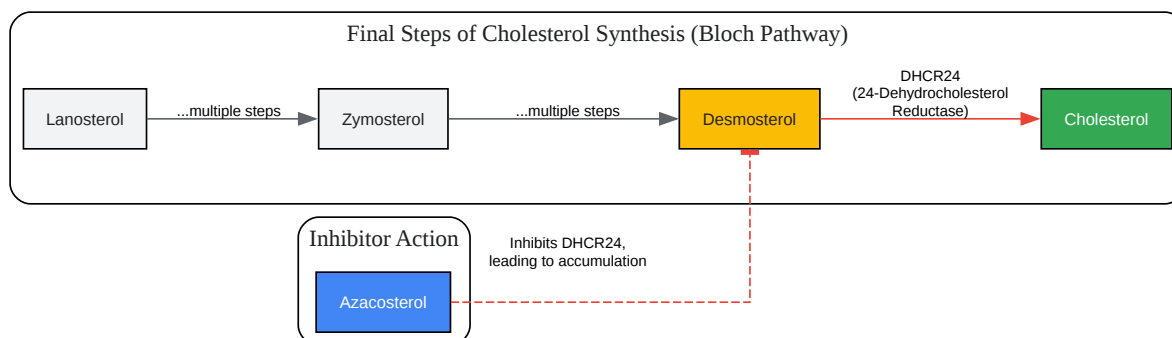 Final Steps of Cholesterol Synthesis (Bloch Pathway)
DHCR24
(24-Dehydrocholesterol
Reductase)
Lanosterol
...multiple steps
Zymosterol
...multiple steps
Desmosterol
Cholesterol
Inhibitor Action
Inhibits DHCR24,
leading to accumulation
Azacosterol